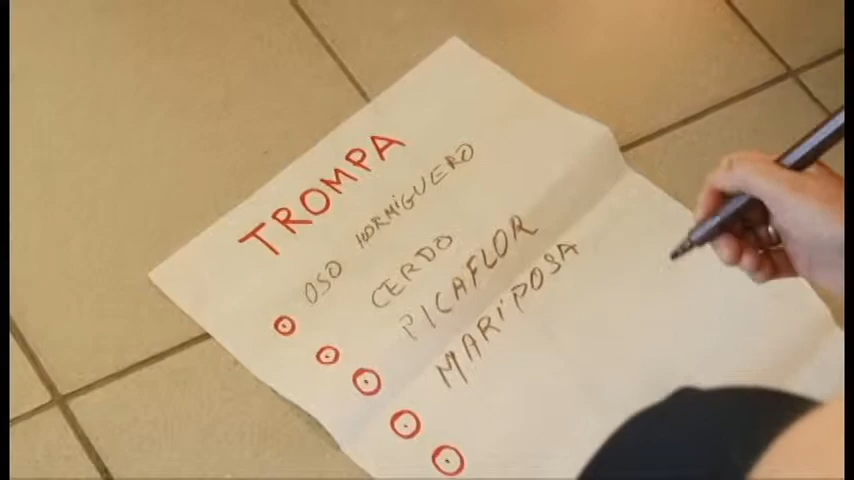 TROMPA
OSO HORMIGUERO
CERDO
PICAFLOR
MARIPOSA